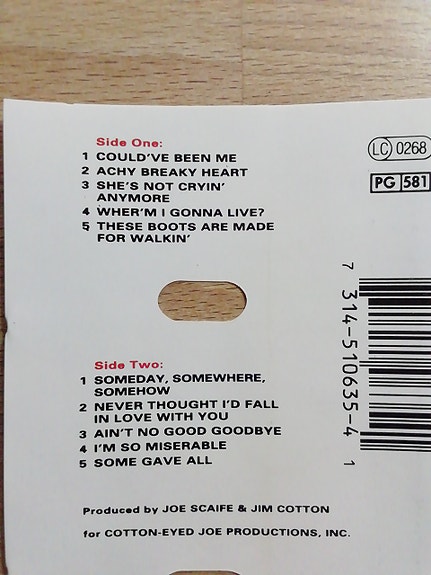 Side One:
1 COULD'VE BEEN ME
2 ACHY BREAKY HEART
3 SHE'S NOT CRYIN'
ANYMORE
4 WHER'M I GONNA LIVE?
5 THESE BOOTS ARE MADE
FOR WALKIN'
LC 0268
PG 581
7 314-510635-4 1
Side Two:
1 SOMEDAY, SOMEWHERE,
SOMEHOW
2 NEVER THOUGHT I'D FALL
IN LOVE WITH YOU
3 AIN'T NO GOOD GOODBYE
4 I'M SO MISERABLE
5 SOME GAVE ALL
Produced by JOE SCAIFE & JIM COTTON
for COTTON-EYED JOE PRODUCTIONS, INC.